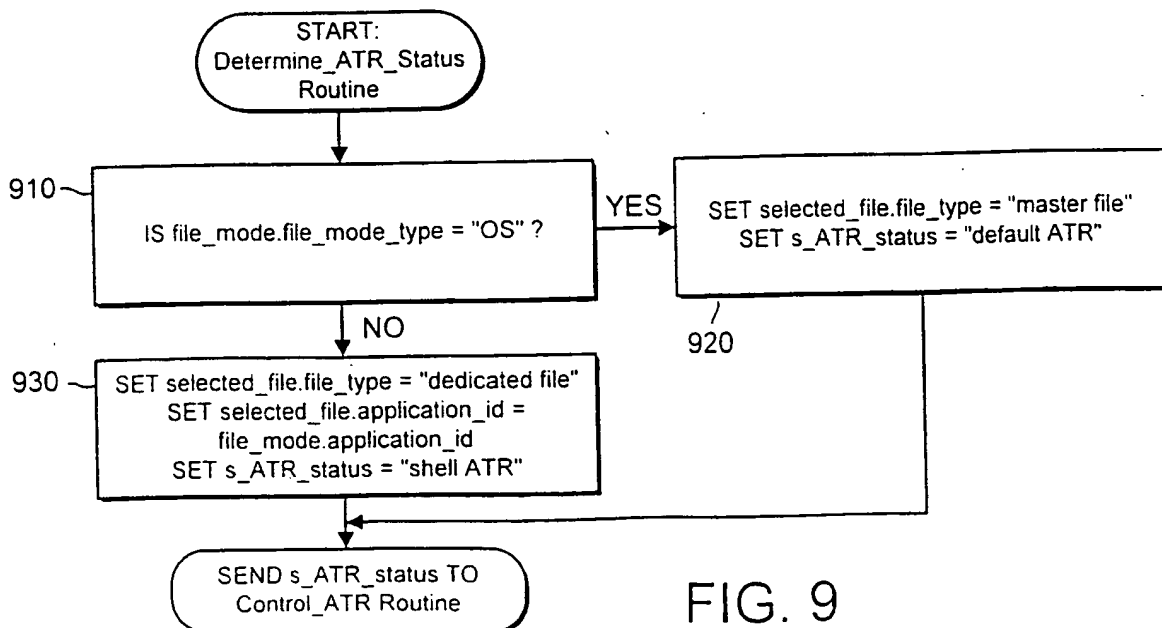 START:
Determine_ATR_Status
Routine
910
IS file_mode.file_mode_type = "OS" ?
YES
SET selected_file.file_type = "master file"
SET s_ATR_status = "default ATR"
920
NO
930
SET selected_file.file_type = "dedicated file"
SET selected_file.application_id =
file_mode.application_id
SET s_ATR_status = "shell ATR"
SEND s_ATR_status TO
Control_ATR Routine
FIG. 9